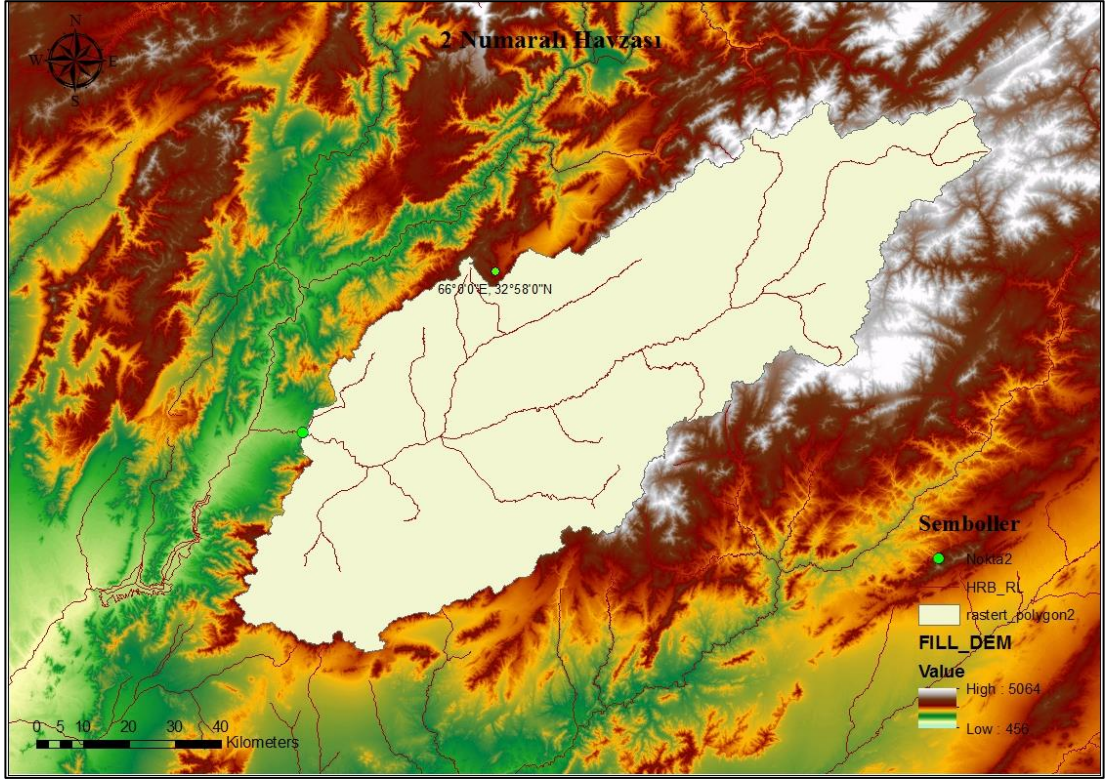 2 Numaralı Havzası
N
W E
S
66°0'0"E, 32°58'0"N
Semboller
Nokta2
HRB_RL
rastert_polygon2
FILL_DEM
Value
High : 5064
Low : 456
0 5 10 20 30 40
Kilometers